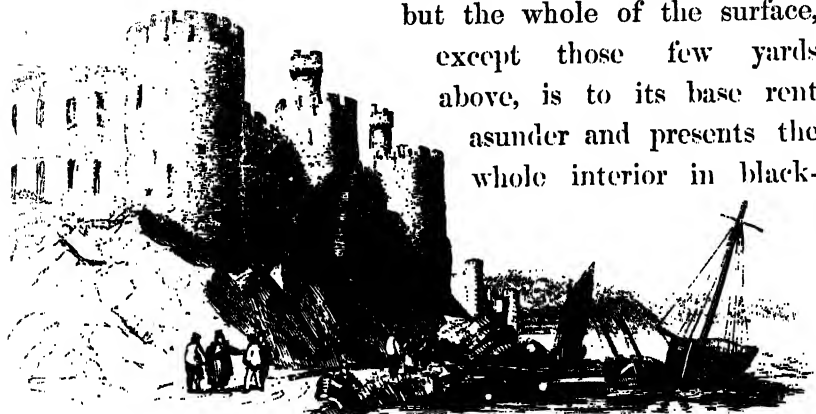 but the whole of the surface,
except those few yards
above, is to its base rent
asunder and presents the
whole interior in black-